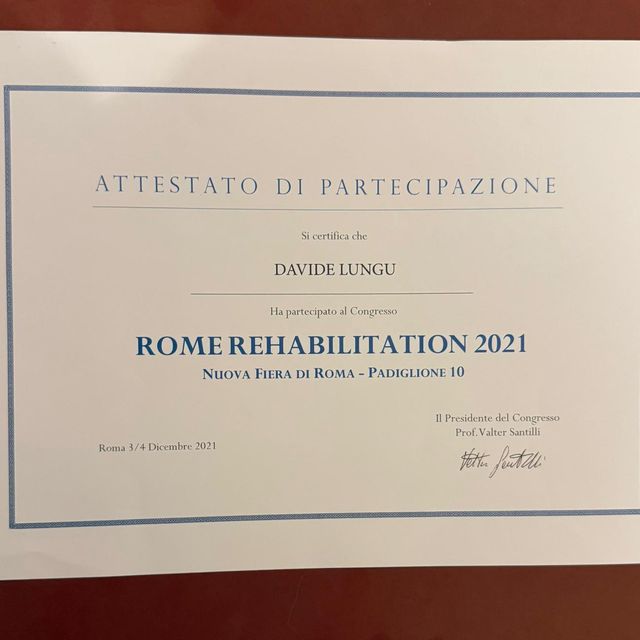 ATTESTATO DI PARTECIPAZIONE
Si certifica che
DAVIDE LUNGU
Ha partecipato al Congresso
ROME REHABILITATION 2021
NUOVA FIERA DI ROMA - PADIGLIONE 10
Il Presidente del Congresso
Prof. Valter Santilli
Roma 3/4 Dicembre 2021